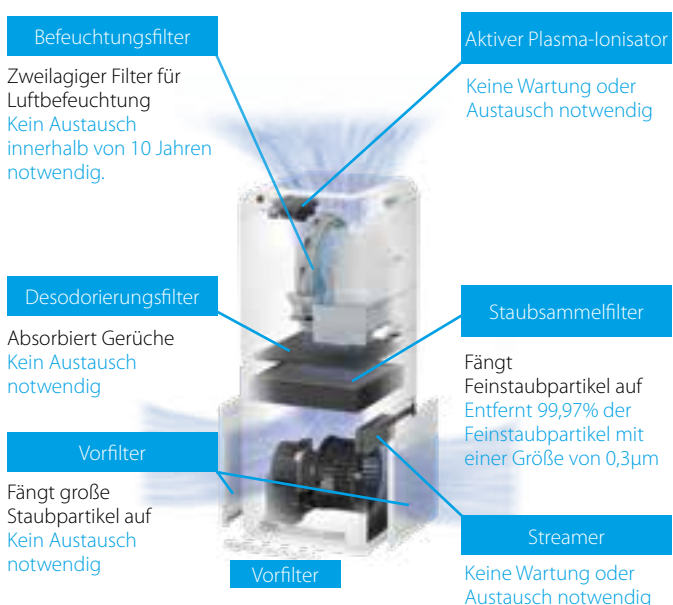 Befeuchtungsfilter
Zweilagiger Filter für
Luftbefeuchtung
Kein Austausch
innerhalb von 10 Jahren
notwendig.
Aktiver Plasma-Ionisator
Keine Wartung oder
Austausch notwendig
Desodorierungsfilter
Absorbiert Gerüche
Kein Austausch
notwendig
Staubsammelfilter
Fängt
Feinstaubpartikel auf
Entfernt 99,97% der
Feinstaubpartikel mit
einer Größe von 0,3µm
Vorfilter
Fängt große
Staubpartikel auf
Kein Austausch
notwendig
Vorfilter
Streamer
Keine Wartung oder
Austausch notwendig